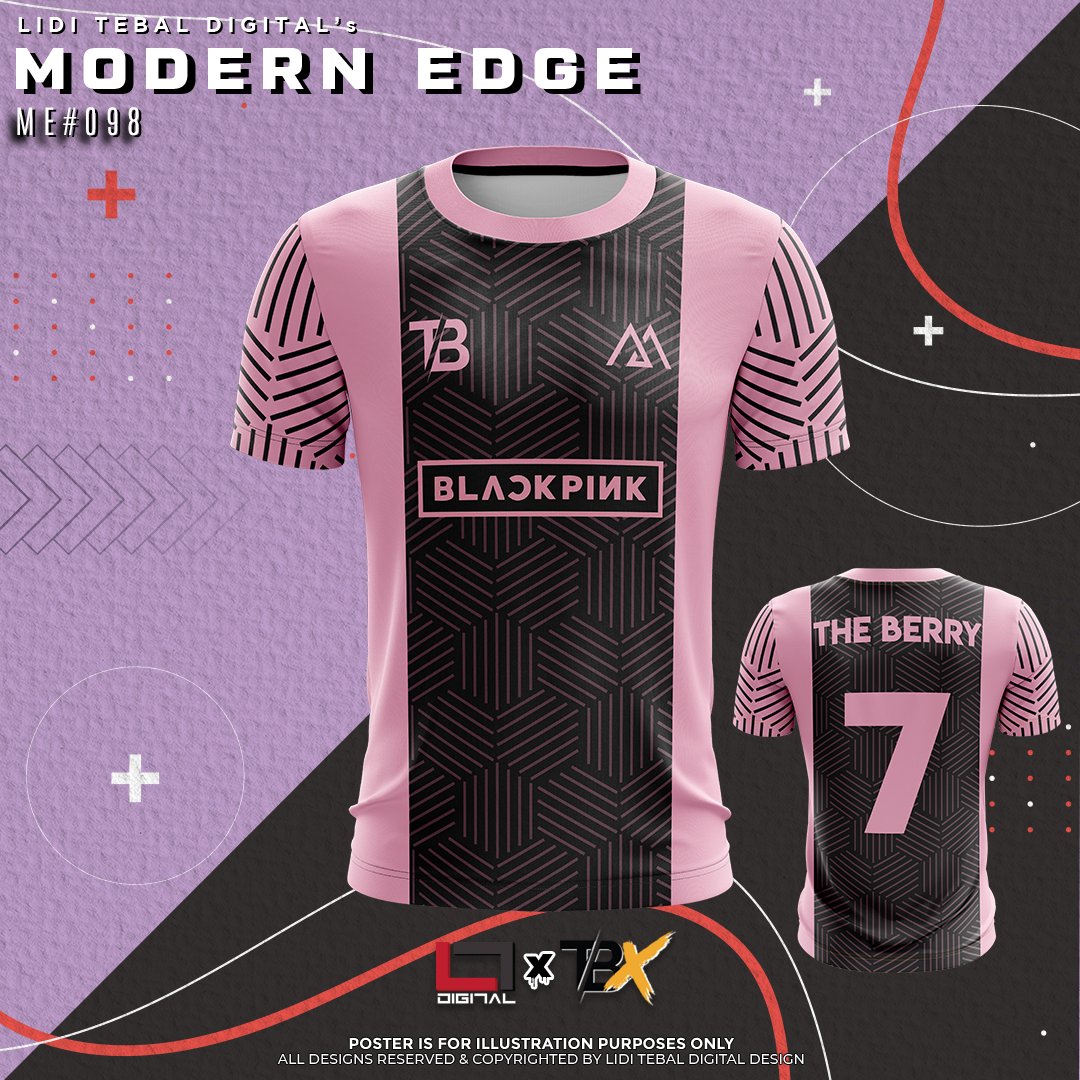 LIDI TEBAL DIGITAL's
MODERN EDGE
ME#098
TB
BLACKPINK
THE BERRY
7
DIGITAL
X
TBX
POSTER IS FOR ILLUSTRATION PURPOSES ONLY
ALL DESIGNS RESERVED & COPYRIGHTED BY LIDI TEBAL DIGITAL DESIGN